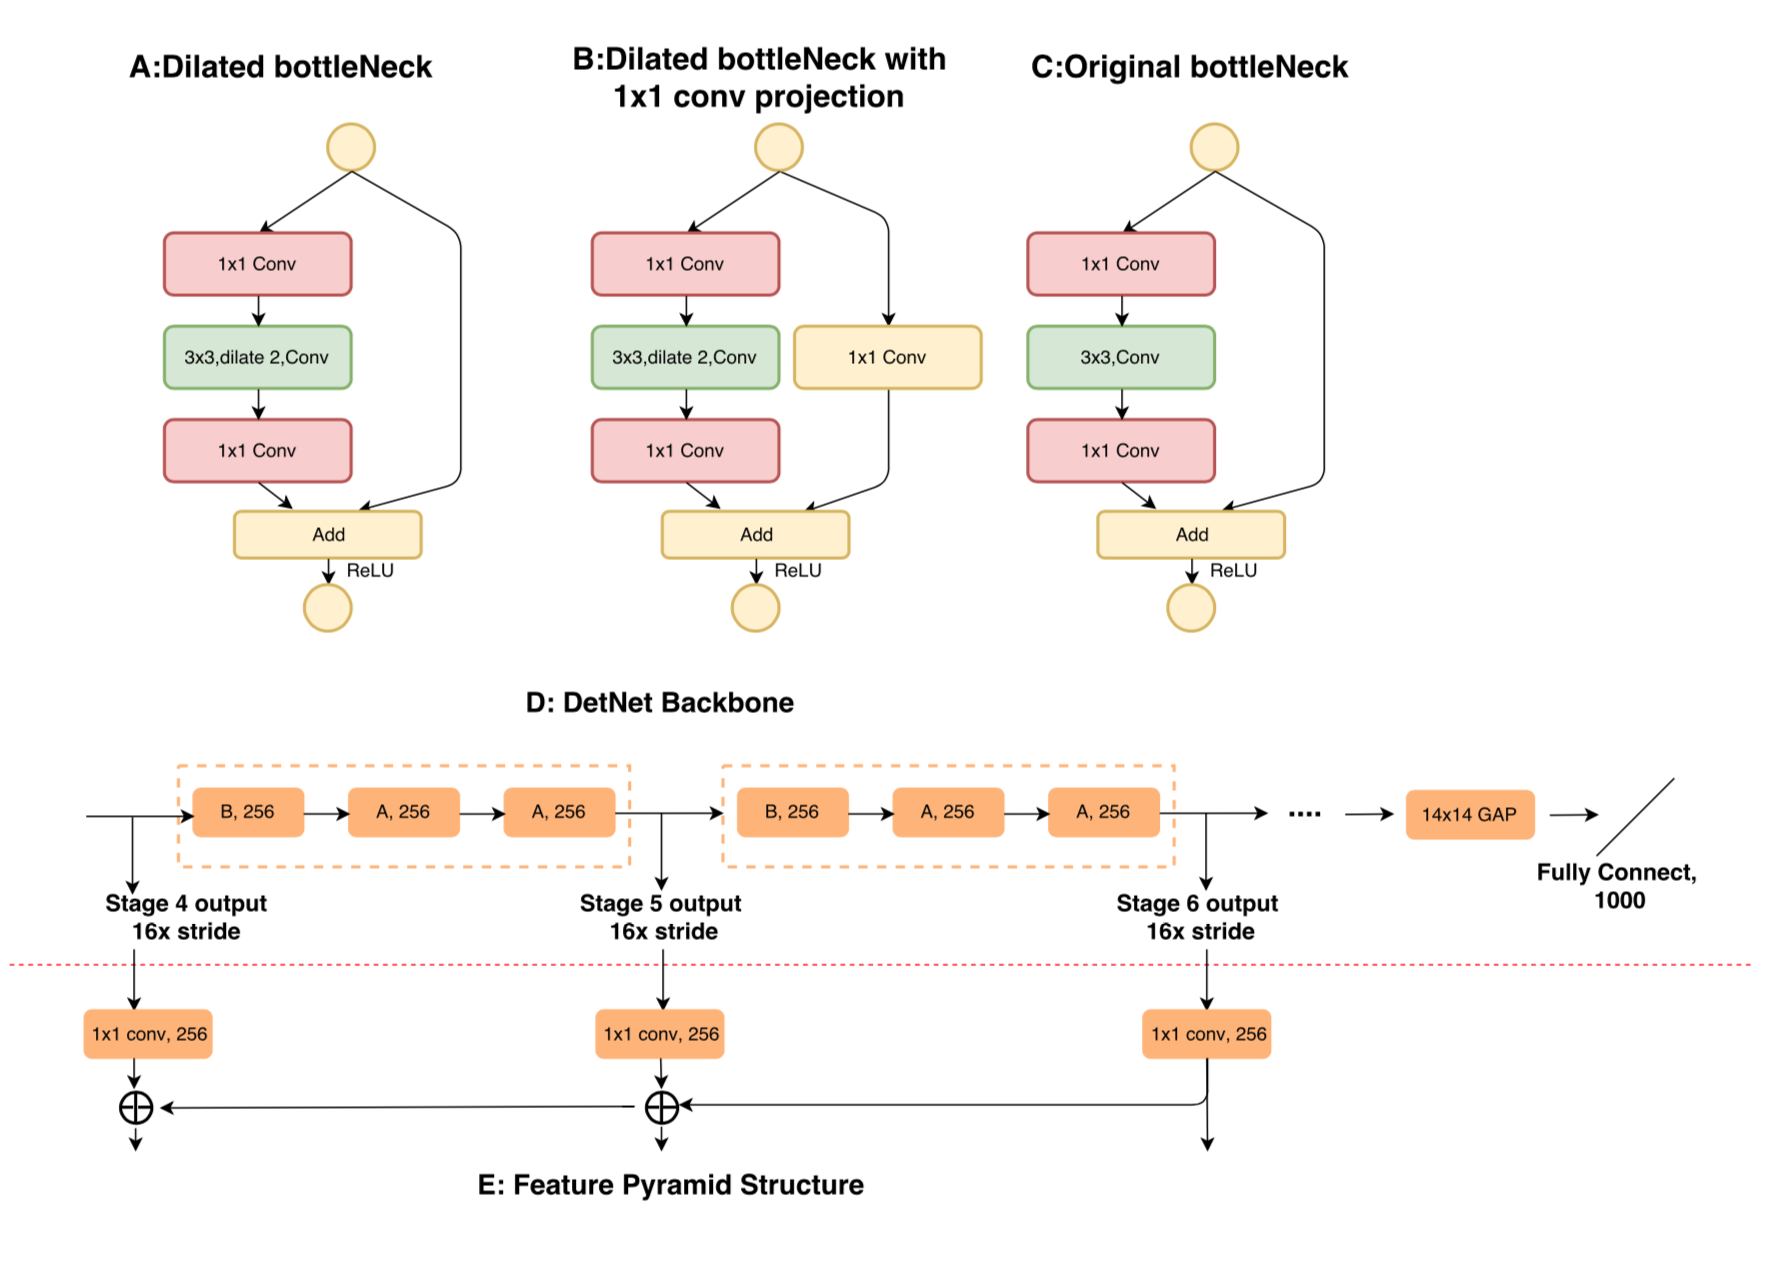 A:Dilated bottleNeck
1x1 Conv
3x3,dilate 2,Conv
1x1 Conv
Add
ReLU
B:Dilated bottleNeck with
1x1 conv projection
1x1 Conv
3x3,dilate 2,Conv
1x1 Conv
1x1 Conv
Add
ReLU
C:Original bottleNeck
1x1 Conv
3x3,Conv
1x1 Conv
Add
ReLU
D: DetNet Backbone
B, 256
A, 256
A, 256
B, 256
A, 256
A, 256
....
14x14 GAP
Fully Connect,
1000
Stage 4 output
16x stride
Stage 5 output
16x stride
Stage 6 output
16x stride
1x1 conv, 256
1x1 conv, 256
1x1 conv, 256
E: Feature Pyramid Structure